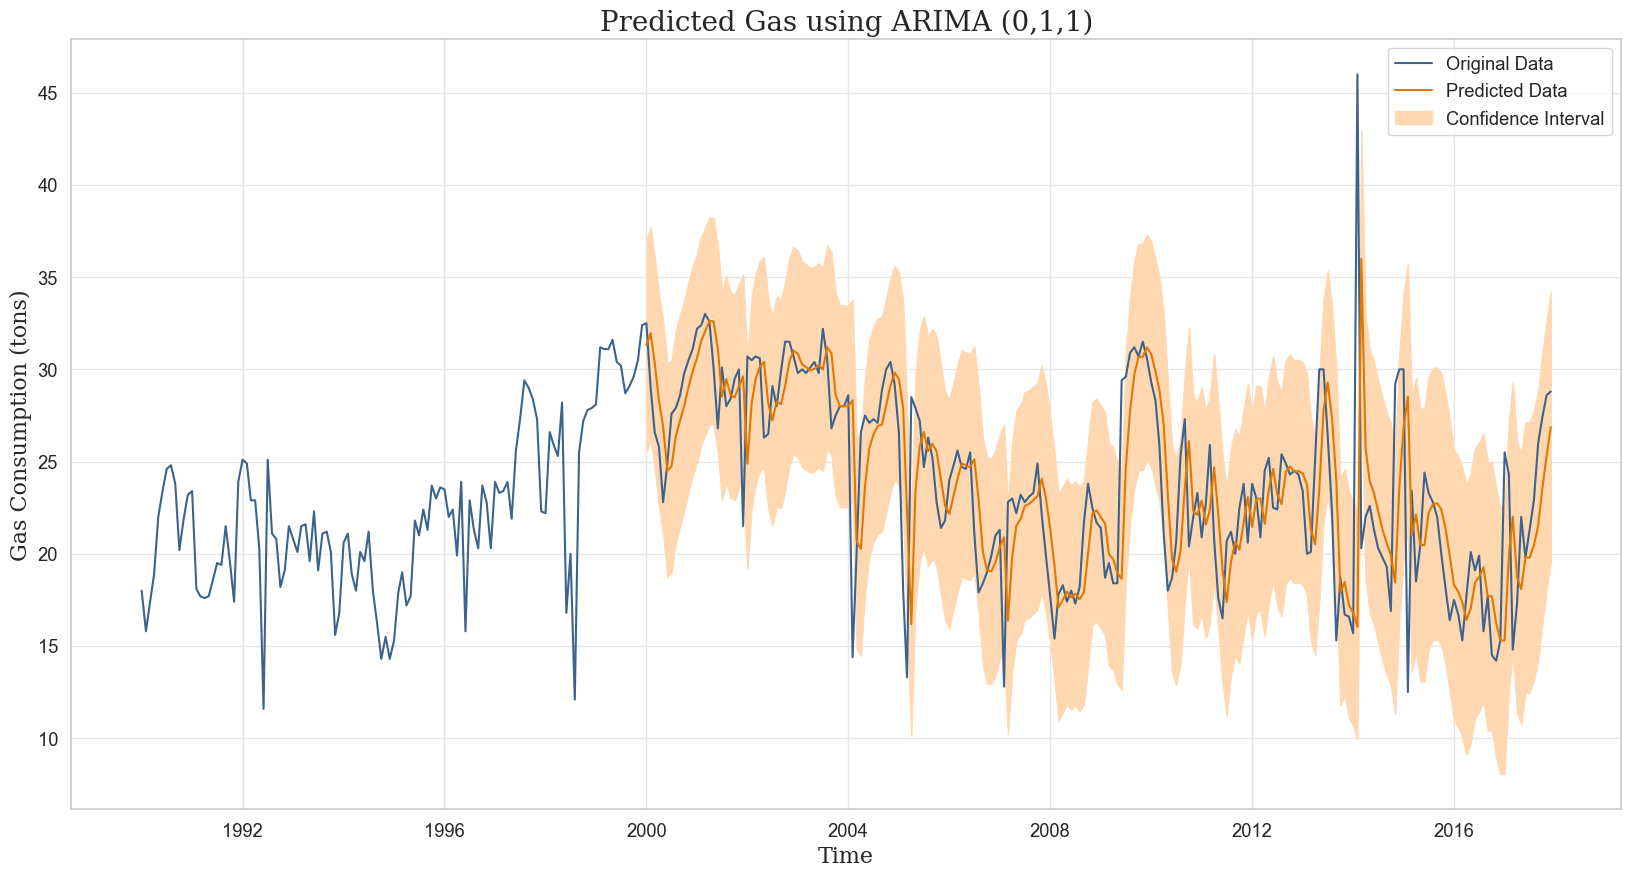 Predicted Gas using ARIMA (0,1,1)
Original Data
Predicted Data
Confidence Interval
Gas Consumption (tons)
45
40
35
30
25
20
15
10
1992 1996 2000 2004 2008 2012 2016
Time